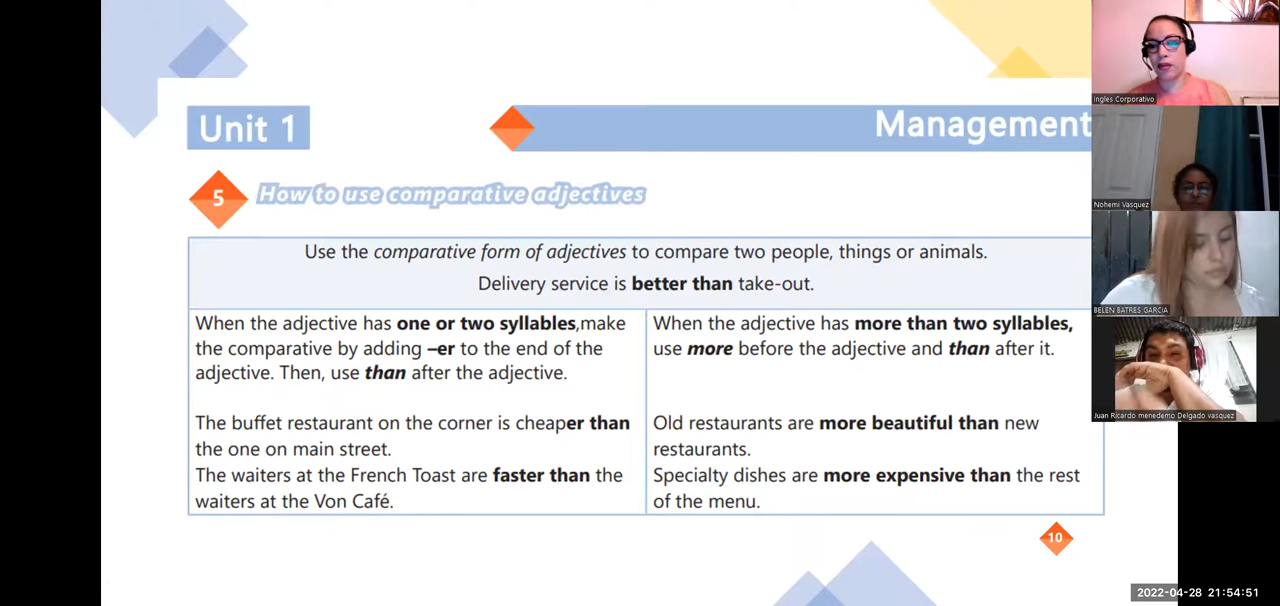 Unit 1
Management
5
How to use comparative adjectives
Use the comparative form of adjectives to compare two people, things or animals.
Delivery service is better than take-out.
When the adjective has one or two syllables,make
the comparative by adding –er to the end of the
adjective. Then, use than after the adjective.
The buffet restaurant on the corner is cheaper than
the one on main street.
The waiters at the French Toast are faster than the
waiters at the Von Café.
When the adjective has more than two syllables,
use more before the adjective and than after it.
Old restaurants are more beautiful than new
restaurants.
Specialty dishes are more expensive than the rest
of the menu.
10
Ingles Corporativo
Nohemi Vasquez
BELEN BATRES GARCIA
Juan Ricardo menedemo Delgado vasquez
2022-04-28 21:54:51